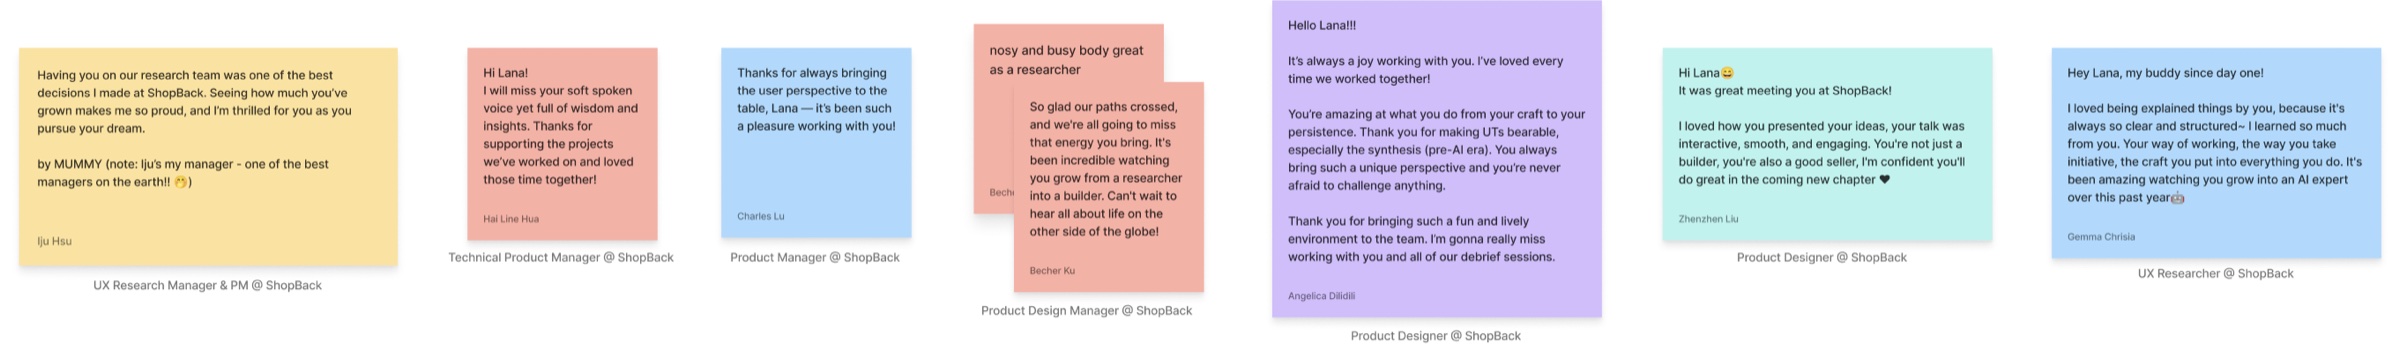 Having you on our research team was one of the best
decisions I made at ShopBack. Seeing how much you've
grown makes me so proud, and I'm thrilled for you as you
pursue your dream.
by MUMMY (note: Iju's my manager - one of the best
managers on the earth!! 🤭)
Iju Hsu
UX Research Manager & PM @ ShopBack
Hi Lana!
I will miss your soft spoken
voice yet full of wisdom and
insights. Thanks for
supporting the projects
we've worked on and loved
those time together!
Hai Line Hua
Technical Product Manager @ ShopBack
Thanks for always bringing
the user perspective to the
table, Lana — it's been such
a pleasure working with you!
Charles Lu
Product Manager @ ShopBack
nosy and busy body great
as a researcher
Beche
So glad our paths crossed,
and we're all going to miss
that energy you bring. It's
been incredible watching
you grow from a researcher
into a builder. Can't wait to
hear all about life on the
other side of the globe!
Becher Ku
Product Design Manager @ ShopBack
Hello Lana!!!
It's always a joy working with you. I've loved every
time we worked together!
You're amazing at what you do from your craft to your
persistence. Thank you for making UTs bearable,
especially the synthesis (pre-AI era). You always
bring such a unique perspective and you're never
afraid to challenge anything.
Thank you for bringing such a fun and lively
environment to the team. I'm gonna really miss
working with you and all of our debrief sessions.
Angelica Dilidili
Product Designer @ ShopBack
Hi Lana😄
It was great meeting you at ShopBack!
I loved how you presented your ideas, your talk was
interactive, smooth, and engaging. You're not just a
builder, you're also a good seller, I'm confident you'll
do great in the coming new chapter ❤
Zhenzhen Liu
Product Designer @ ShopBack
Hey Lana, my buddy since day one!
I loved being explained things by you, because it's
always so clear and structured~ I learned so much
from you. Your way of working, the way you take
initiative, the craft you put into everything you do. It's
been amazing watching you grow into an AI expert
over this past year🤖
Gemma Chrisia
UX Researcher @ ShopBack